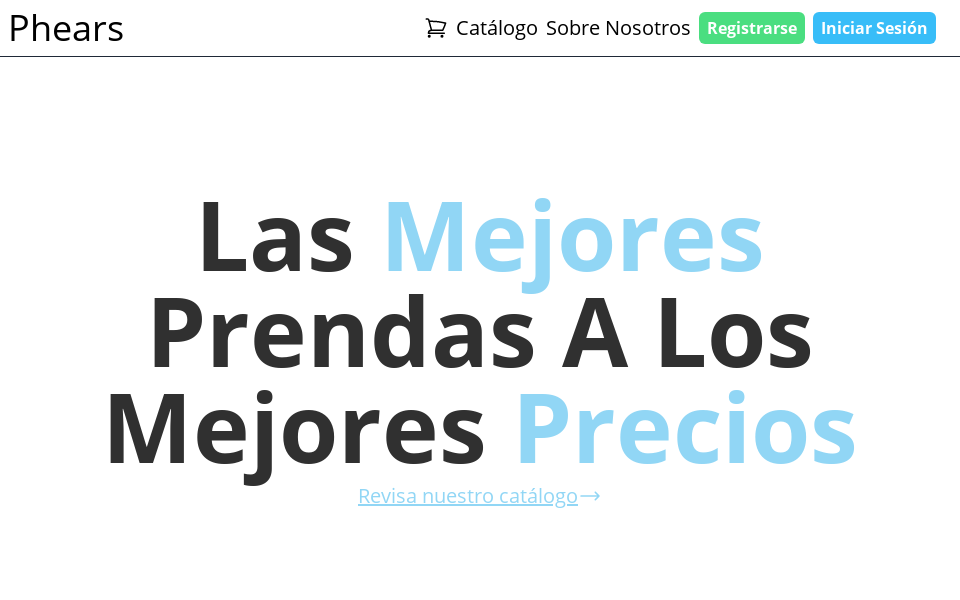 Phears
Catálogo Sobre Nosotros Registrarse Iniciar Sesión
Las Mejores
Prendas A Los
Mejores Precios
Revisa nuestro catálogo→